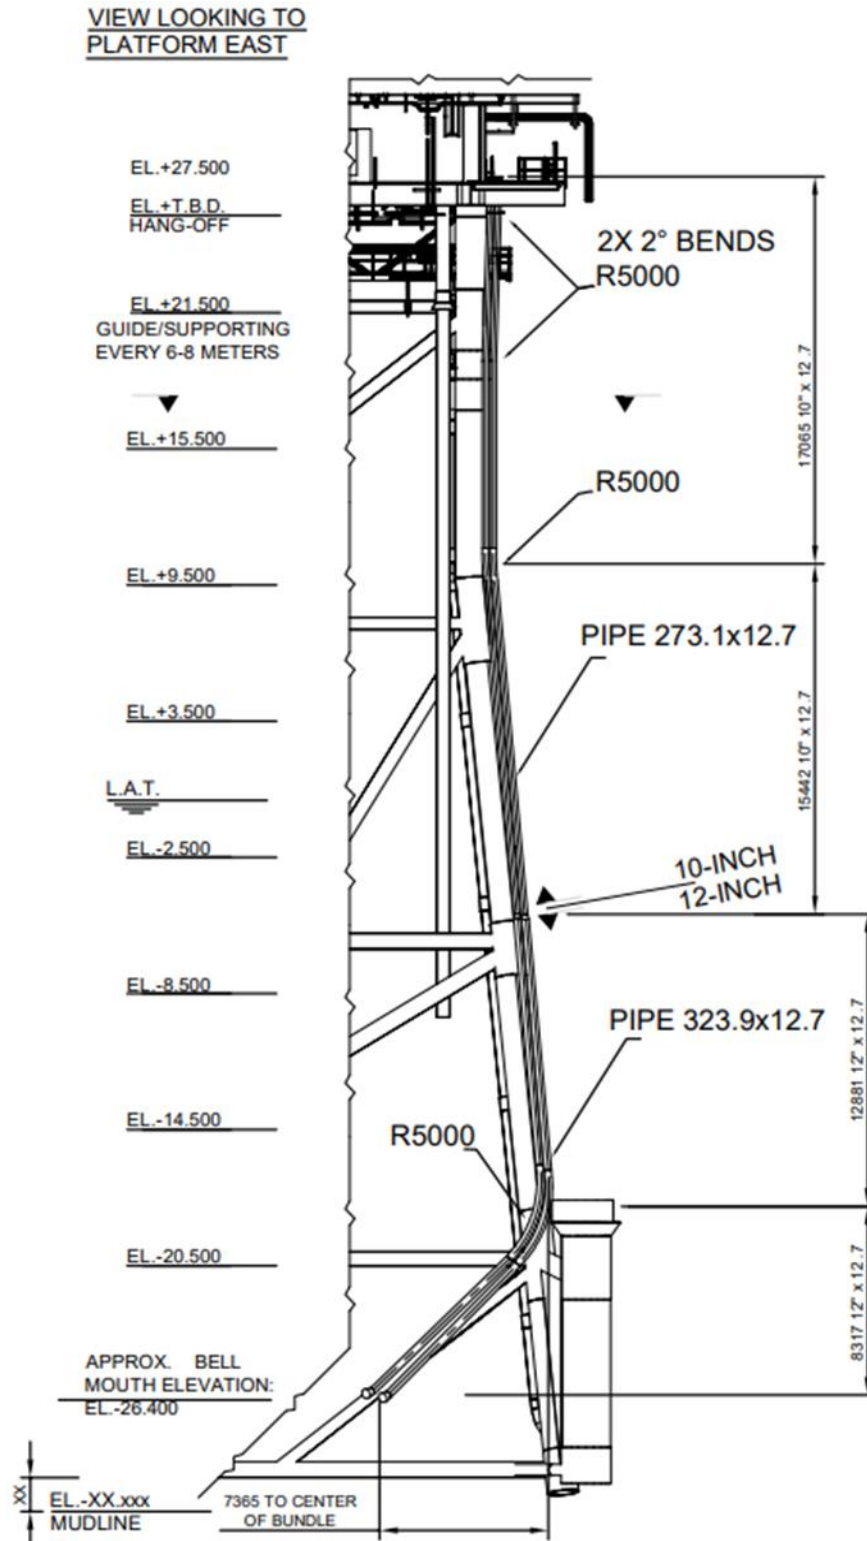 VIEW LOOKING TO
PLATFORM EAST
EL.+27.500
EL.+T.B.D.
HANG-OFF
2X 2° BENDS
R5000
EL.+21.500
GUIDE/SUPPORTING
EVERY 6-8 METERS
17065 10" x 12.7
EL.+15.500
R5000
EL.+9.500
PIPE 273.1x12.7
EL.+3.500
15442 10" x 12.7
L.A.T.
EL.-2.500
10-INCH
12-INCH
EL.-8.500
PIPE 323.9x12.7
12881 12" x 12.7
EL.-14.500
R5000
EL.-20.500
8317 12" x 12.7
APPROX. BELL
MOUTH ELEVATION:
EL.-26.400
XX
EL.-XX.xxx
MUDLINE
7365 TO CENTER
OF BUNDLE